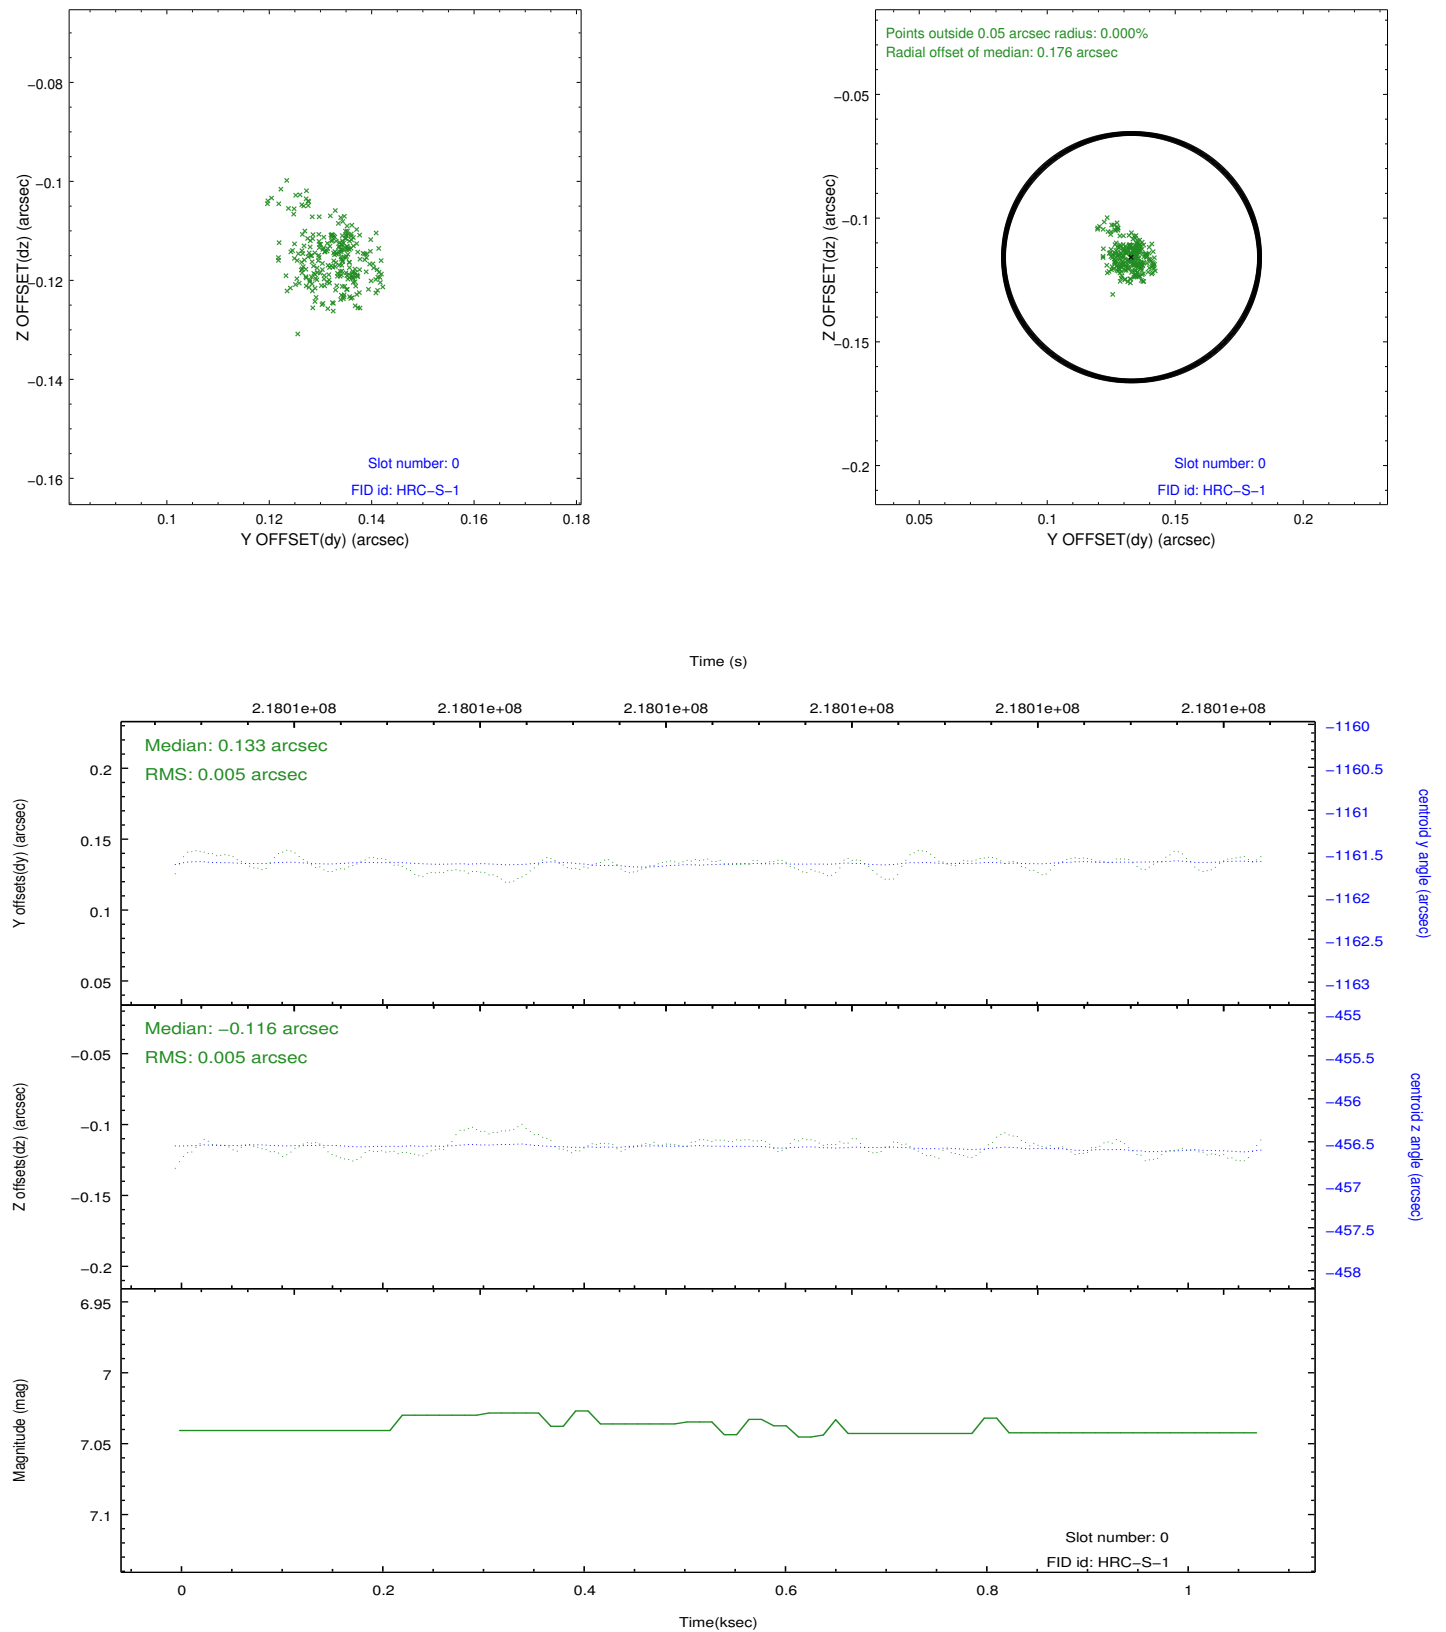 −0.08
−0.1
−0.12
−0.14
−0.16
Z OFFSET(dz) (arcsec)
0.1
0.12
0.14
0.16
0.18
Y OFFSET(dy) (arcsec)
Slot number: 0
FID id: HRC−S−1
Points outside 0.05 arcsec radius: 0.000%
Radial offset of median: 0.176 arcsec
−0.05
−0.1
−0.15
−0.2
Z OFFSET(dz) (arcsec)
0.05
0.1
0.15
0.2
Y OFFSET(dy) (arcsec)
Slot number: 0
FID id: HRC−S−1
Time (s)
2.1801e+08
2.1801e+08
2.1801e+08
2.1801e+08
2.1801e+08
2.1801e+08
Median: 0.133 arcsec
RMS: 0.005 arcsec
0.2
0.15
0.1
0.05
Y offsets(dy) (arcsec)
−1160
−1160.5
−1161
−1161.5
−1162
−1162.5
−1163
centroid y angle (arcsec)
Median: −0.116 arcsec
RMS: 0.005 arcsec
−0.05
−0.1
−0.15
−0.2
Z offsets(dz) (arcsec)
−455
−455.5
−456
−456.5
−457
−457.5
−458
centroid z angle (arcsec)
6.95
7
7.05
7.1
Magnitude (mag)
Slot number: 0
FID id: HRC−S−1
0
0.2
0.4
0.6
0.8
1
Time(ksec)